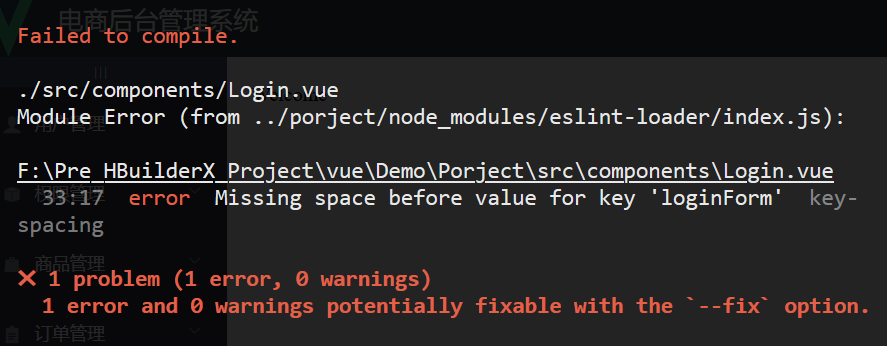 电商后台管理系统
Failed to compile.
./src/components/Login.vue
Module Error (from ../porject/node_modules/eslint-loader/index.js):
用户管理
F:\Pre_HBuilderX_Project\vue\Demo\Porject\src\components\Login.vue
权限管理
33:17 error Missing space before value for key 'loginForm' key-
spacing
商品管理
❌ 1 problem (1 error, 0 warnings)
1 error and 0 warnings potentially fixable with the `--fix` option.
订单管理